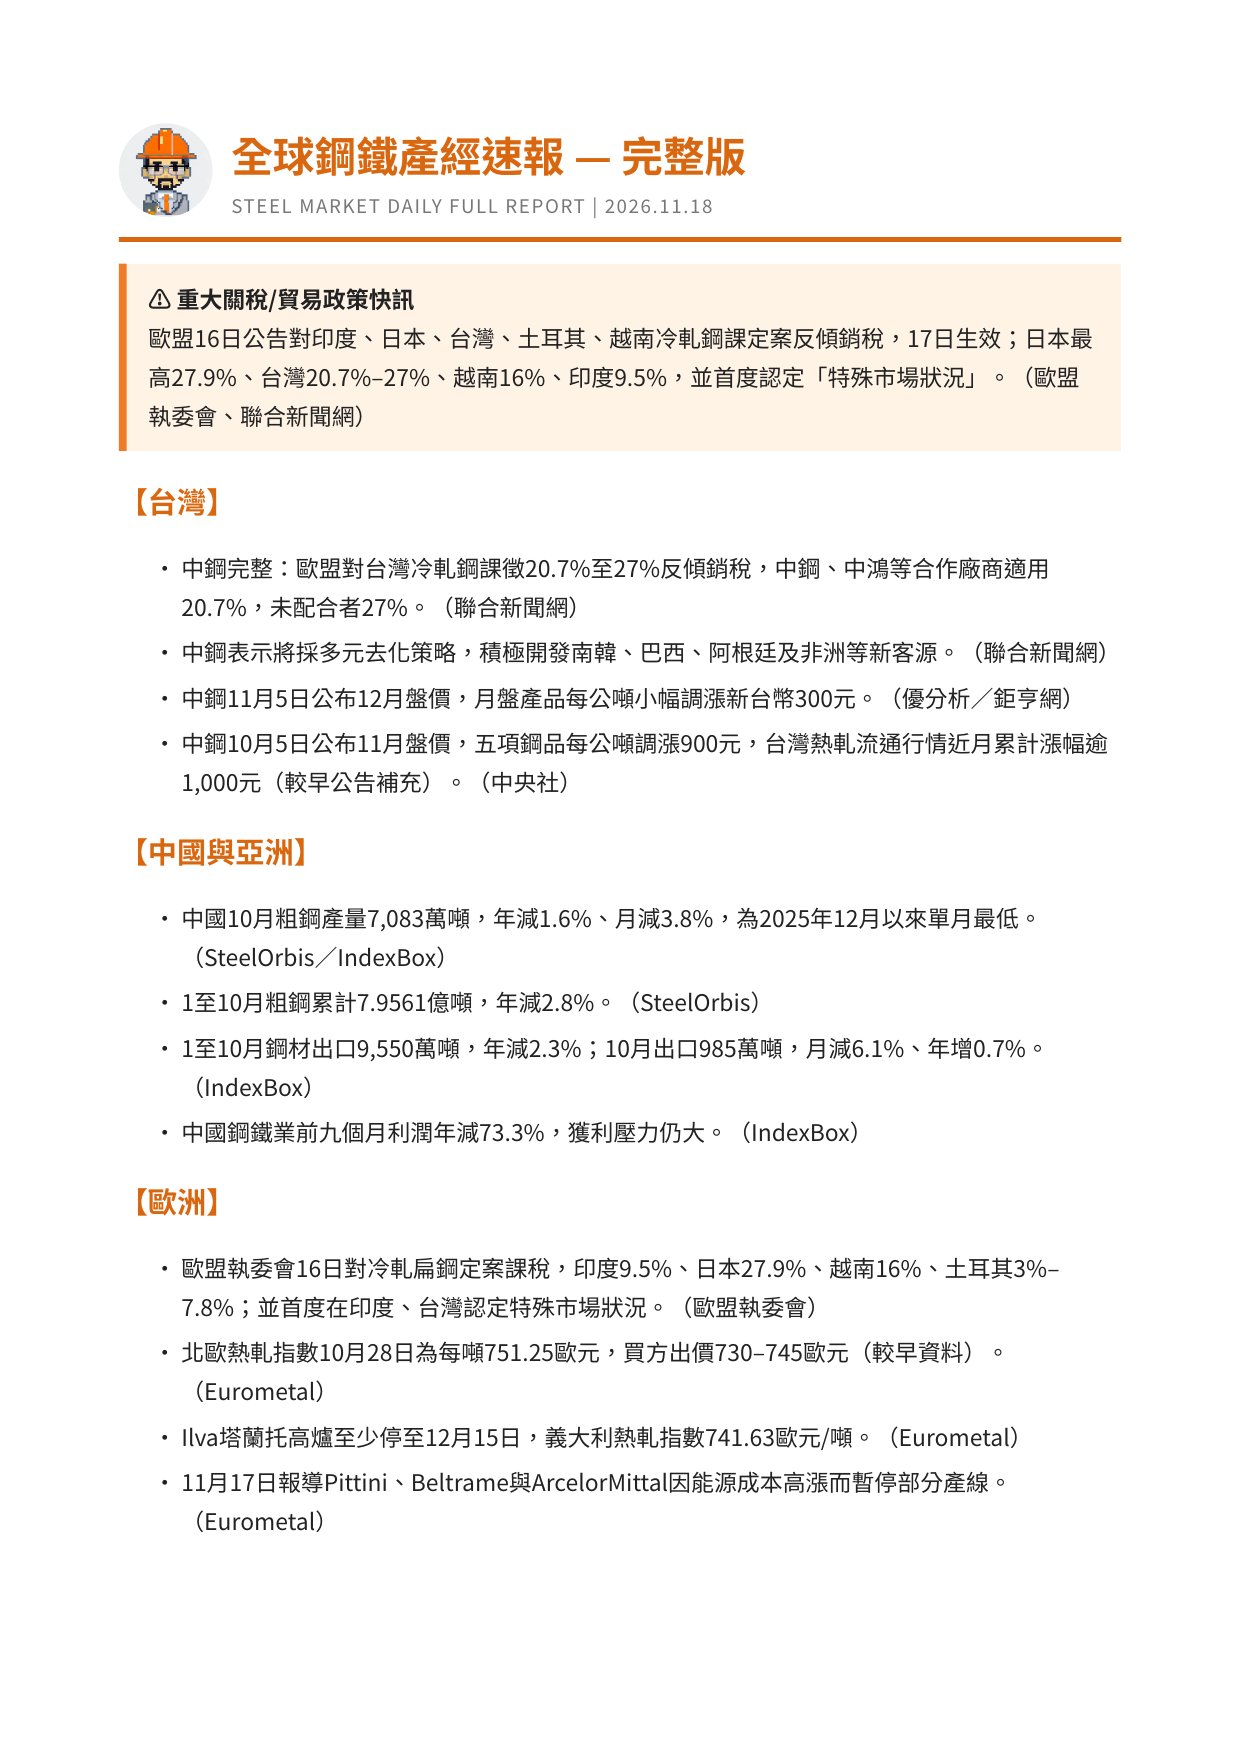 全球鋼鐵產經速報 — 完整版
STEEL MARKET DAILY FULL REPORT | 2026.11.18
⚠ 重大關稅/貿易政策快訊
歐盟16日公告對印度、日本、台灣、土耳其、越南冷軋鋼課定案反傾銷稅，17日生效；日本最
高27.9%、台灣20.7%–27%、越南16%、印度9.5%，並首度認定「特殊市場狀況」。（歐盟
執委會、聯合新聞網）
【台灣】
• 中鋼完整：歐盟對台灣冷軋鋼課徵20.7%至27%反傾銷稅，中鋼、中鴻等合作廠商適用
20.7%，未配合者27%。（聯合新聞網）
• 中鋼表示將採多元去化策略，積極開發南韓、巴西、阿根廷及非洲等新客源。（聯合新聞網）
• 中鋼11月5日公布12月盤價，月盤產品每公噸小幅調漲新台幣300元。（優分析／鉅亨網）
• 中鋼10月5日公布11月盤價，五項鋼品每公噸調漲900元，台灣熱軋流通行情近月累計漲幅逾
1,000元（較早公告補充）。（中央社）
【中國與亞洲】
• 中國10月粗鋼產量7,083萬噸，年減1.6%、月減3.8%，為2025年12月以來單月最低。
（SteelOrbis／IndexBox）
• 1至10月粗鋼累計7.9561億噸，年減2.8%。（SteelOrbis）
• 1至10月鋼材出口9,550萬噸，年減2.3%；10月出口985萬噸，月減6.1%、年增0.7%。
（IndexBox）
• 中國鋼鐵業前九個月利潤年減73.3%，獲利壓力仍大。（IndexBox）
【歐洲】
• 歐盟執委會16日對冷軋扁鋼定案課稅，印度9.5%、日本27.9%、越南16%、土耳其3%–
7.8%；並首度在印度、台灣認定特殊市場狀況。（歐盟執委會）
• 北歐熱軋指數10月28日為每噸751.25歐元，買方出價730–745歐元（較早資料）。
（Eurometal）
• Ilva塔蘭托高爐至少停至12月15日，義大利熱軋指數741.63歐元/噸。（Eurometal）
• 11月17日報導Pittini、Beltrame與ArcelorMittal因能源成本高漲而暫停部分產線。
（Eurometal）